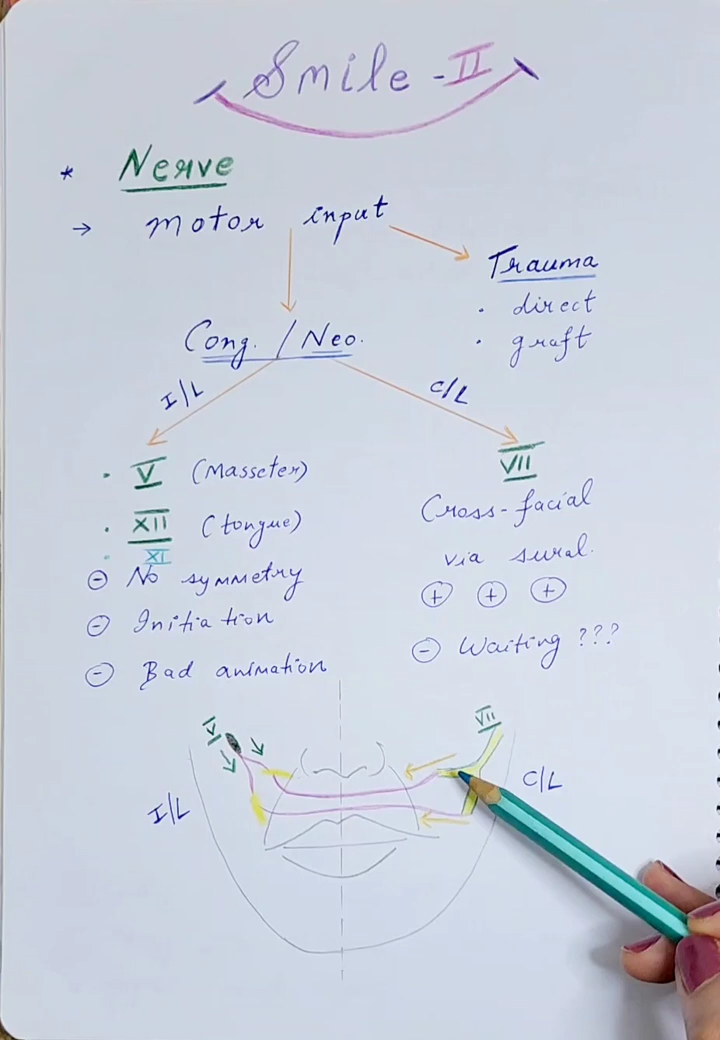 Smile - II
* Nerve
→ motor input
Trauma
· direct
· graft
Cong. / Neo.
I/L
C/L
· V (Masseter)
· XII (tongue)
· XI
⊖ No symmetry
⊖ Initiation
⊖ Bad animation
VII
Cross-facial
via sural.
⊕ ⊕ ⊕
⊖ Waiting ???
V
VII
I/L
C/L